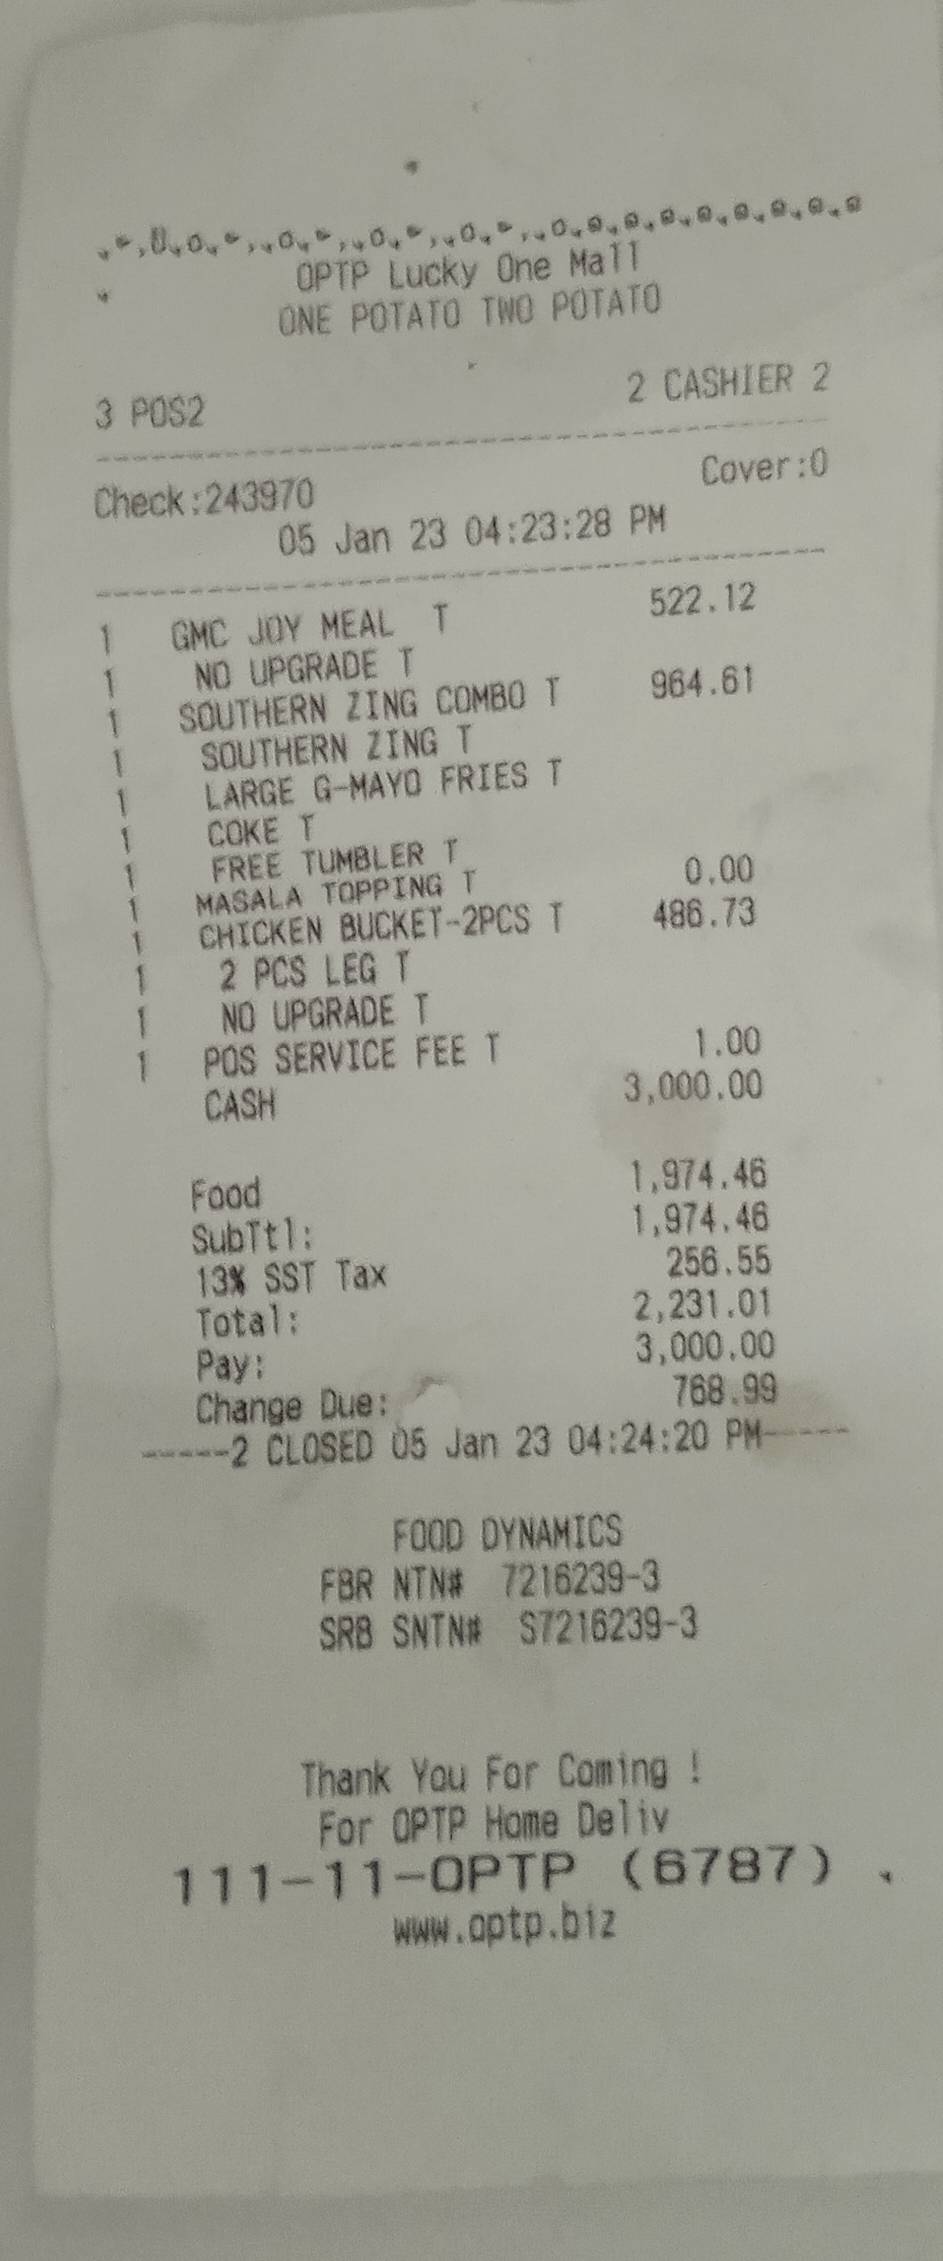 OPTP Lucky One Mall
ONE POTATO TWO POTATO
3 POS2 2 CASHIER 2
Check:243970 Cover:0
05 Jan 23 04:23:28 PM
1 GMC JOY MEAL T 522.12
1 NO UPGRADE T
1 SOUTHERN ZING COMBO T 964.61
1 SOUTHERN ZING T
1 LARGE G-MAYO FRIES T
1 COKE T
1 FREE TUMBLER T
1 MASALA TOPPING T 0.00
1 CHICKEN BUCKET-2PCS T 486.73
1 2 PCS LEG T
1 NO UPGRADE T
1 POS SERVICE FEE T 1.00
CASH 3,000.00
Food 1,974.46
SubTtl: 1,974.46
13% SST Tax 256.55
Total: 2,231.01
Pay: 3,000.00
Change Due: 768.99
-----2 CLOSED 05 Jan 23 04:24:20 PM-----
FOOD DYNAMICS
FBR NTN# 7216239-3
SRB SNTN# S7216239-3
Thank You For Coming !
For OPTP Home Deliv
111-11-OPTP (6787) .
www.optp.biz